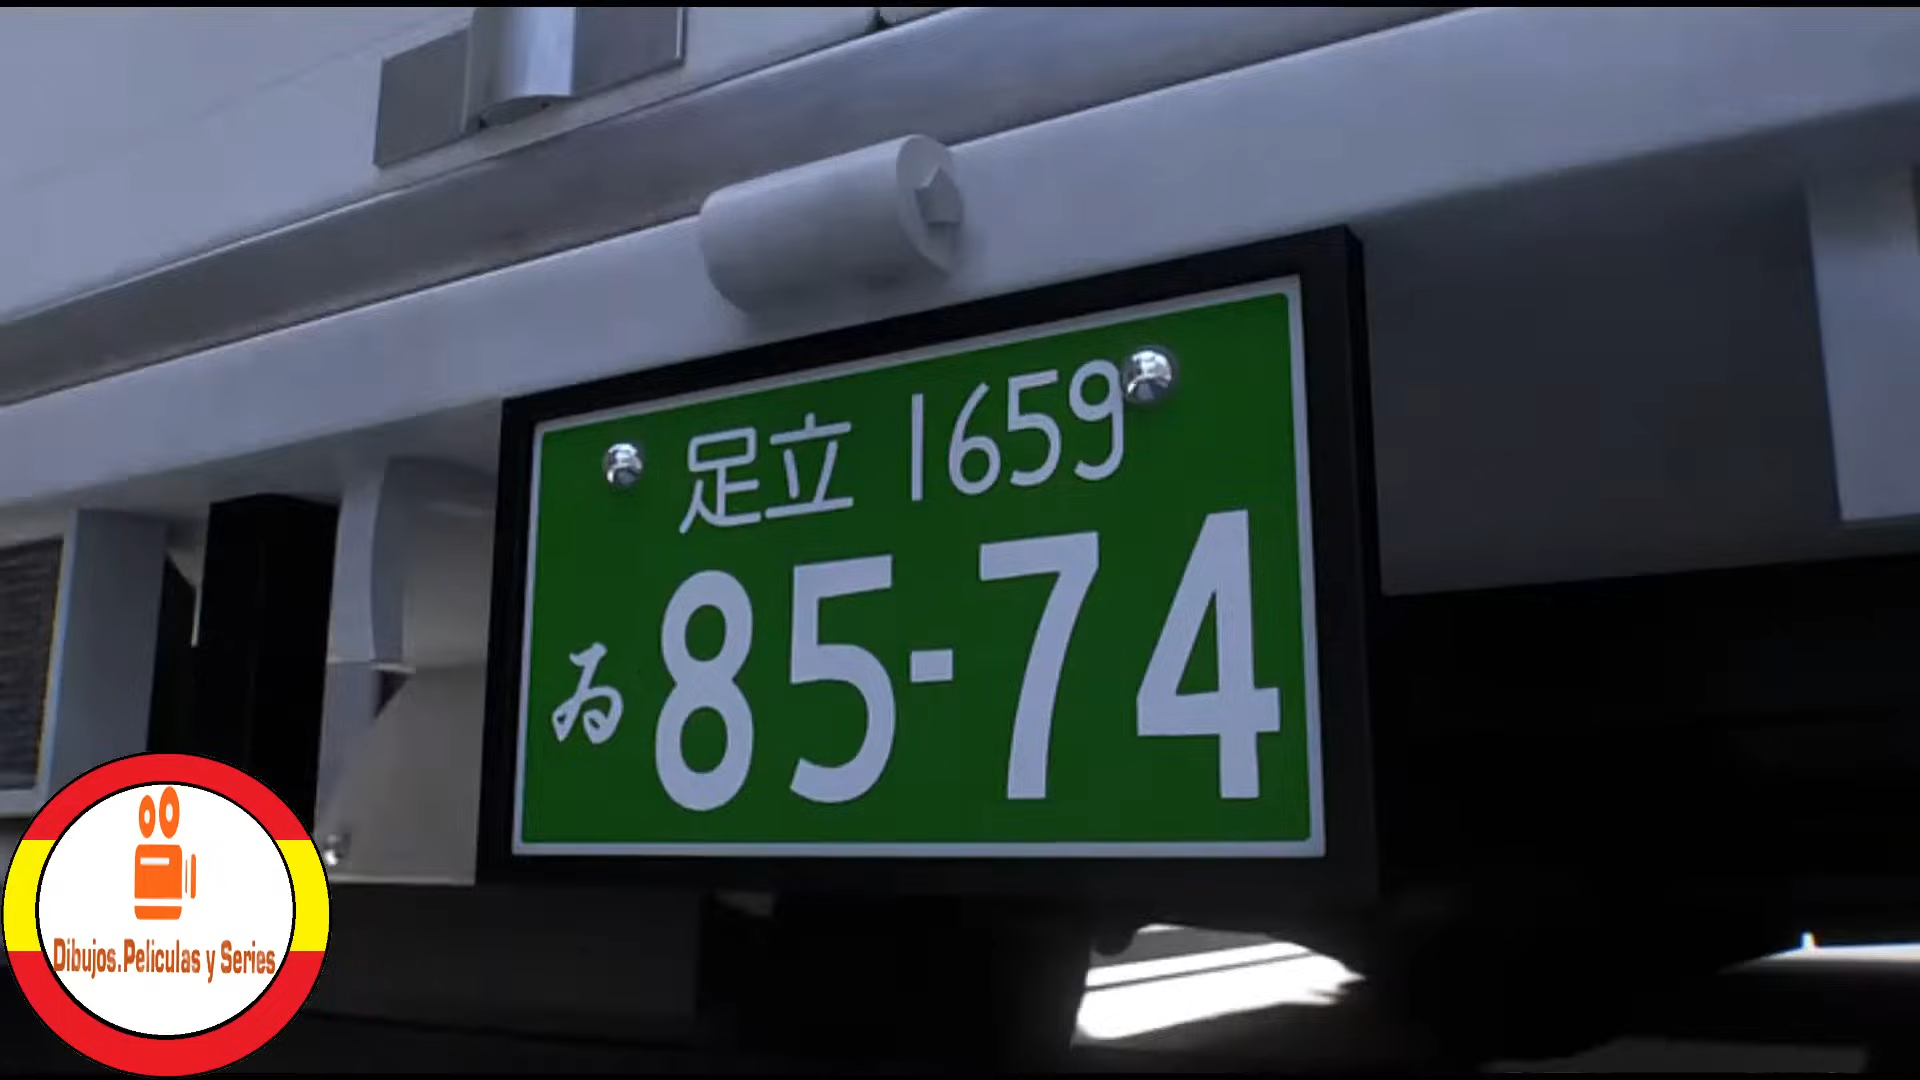 足立 1659
ゐ 85-74
Dibujos.Peliculas y Series